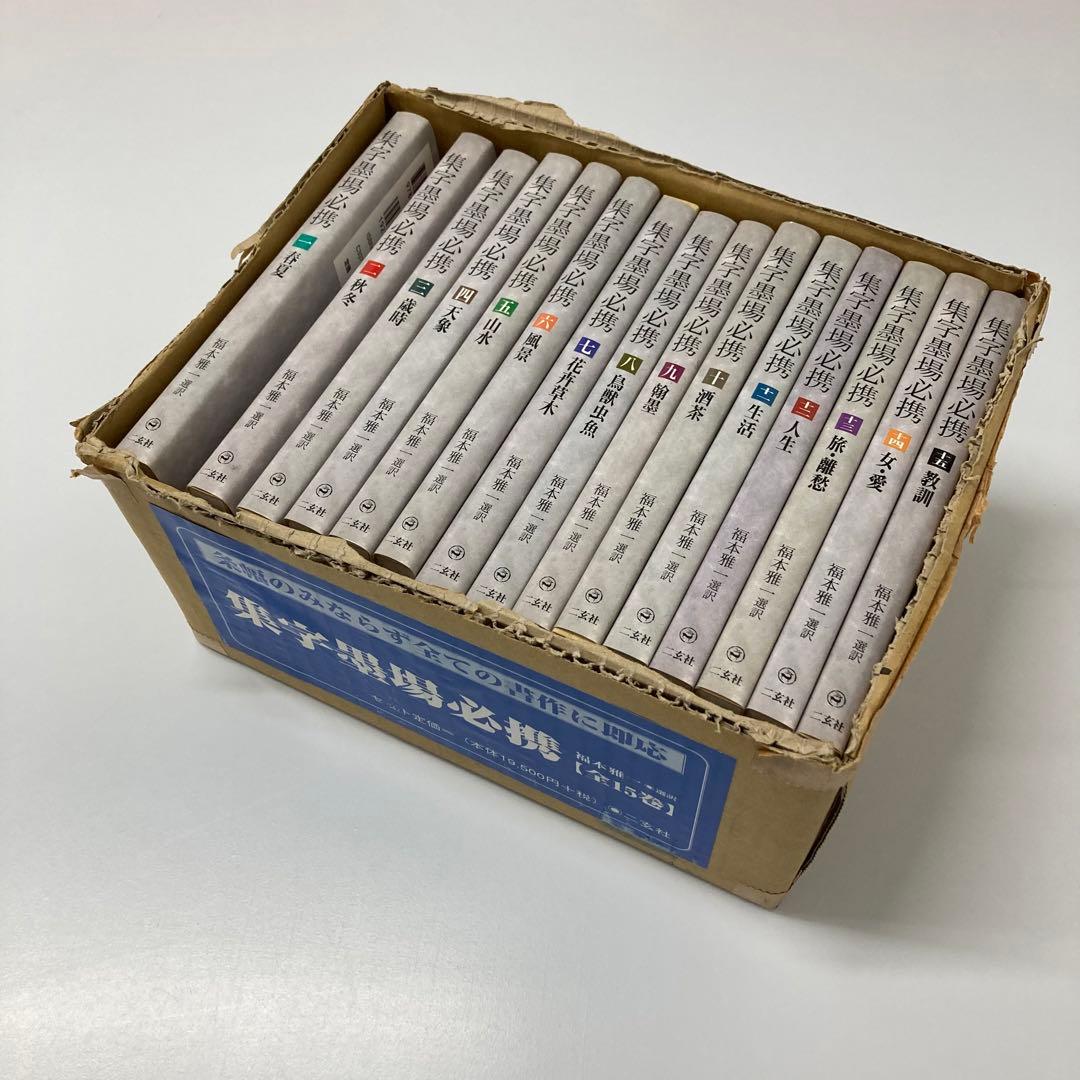 集字墨場必携 一 春夏 福本雅一 選訳 二玄社
集字墨場必携 二 秋冬 福本雅一 選訳 二玄社
集字墨場必携 三 歳時 福本雅一 選訳 二玄社
集字墨場必携 四 天象 福本雅一 選訳 二玄社
集字墨場必携 五 山水 福本雅一 選訳 二玄社
集字墨場必携 六 風景 福本雅一 選訳 二玄社
集字墨場必携 七 花卉草木 福本雅一 選訳 二玄社
集字墨場必携 八 鳥獣虫魚 福本雅一 選訳 二玄社
集字墨場必携 九 翰墨 福本雅一 選訳 二玄社
集字墨場必携 十 酒茶 福本雅一 選訳 二玄社
集字墨場必携 十一 生活 福本雅一 選訳 二玄社
集字墨場必携 十二 人生 福本雅一 選訳 二玄社
集字墨場必携 十三 旅・離愁 福本雅一 選訳 二玄社
集字墨場必携 十四 女・愛 福本雅一 選訳 二玄社
集字墨場必携 十五 教訓 福本雅一 選訳 二玄社
条幅のみならず全ての書作に即応
集字墨場必携 福本雅一●選訳【全15巻】
セット定価=(本体19,500円+税) ●二玄社